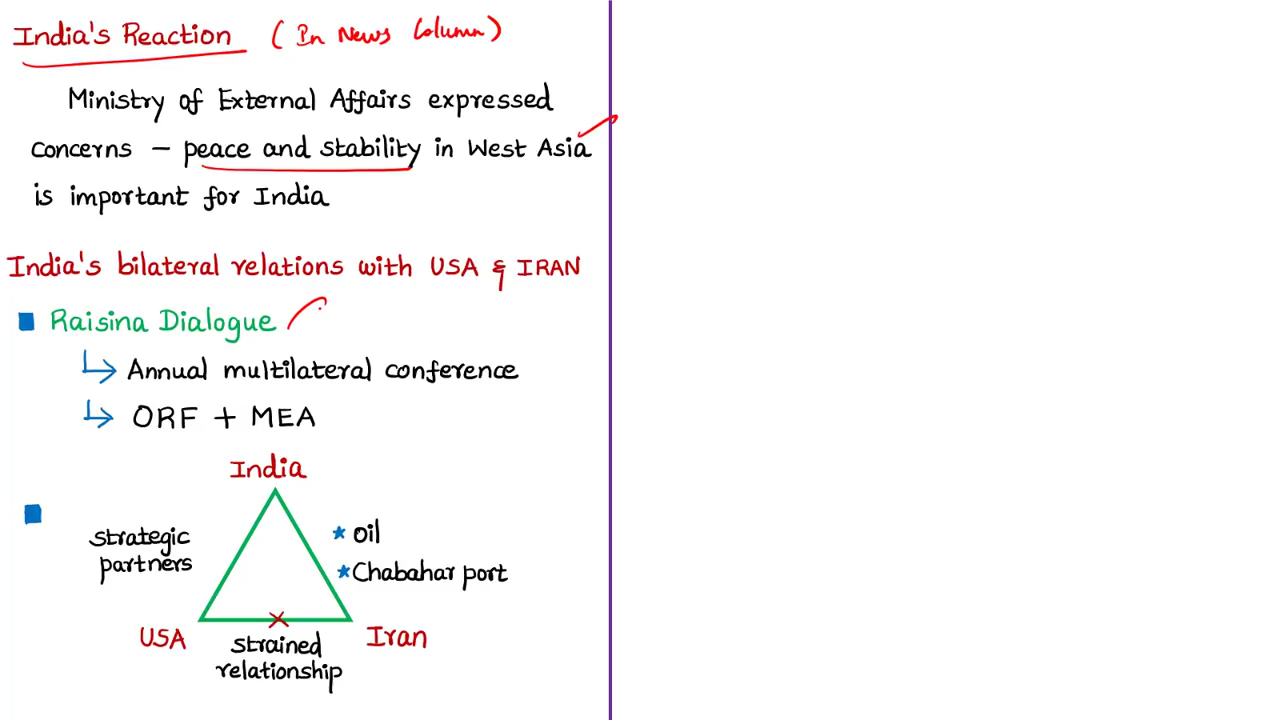 India's Reaction (In News Column)
Ministry of External Affairs expressed
concerns – peace and stability in West Asia
is important for India
India's bilateral relations with USA & IRAN
Raisina Dialogue
Annual multilateral conference
ORF + MEA
India
strategic
partners
* Oil
* Chabahar port
USA
strained
relationship
Iran